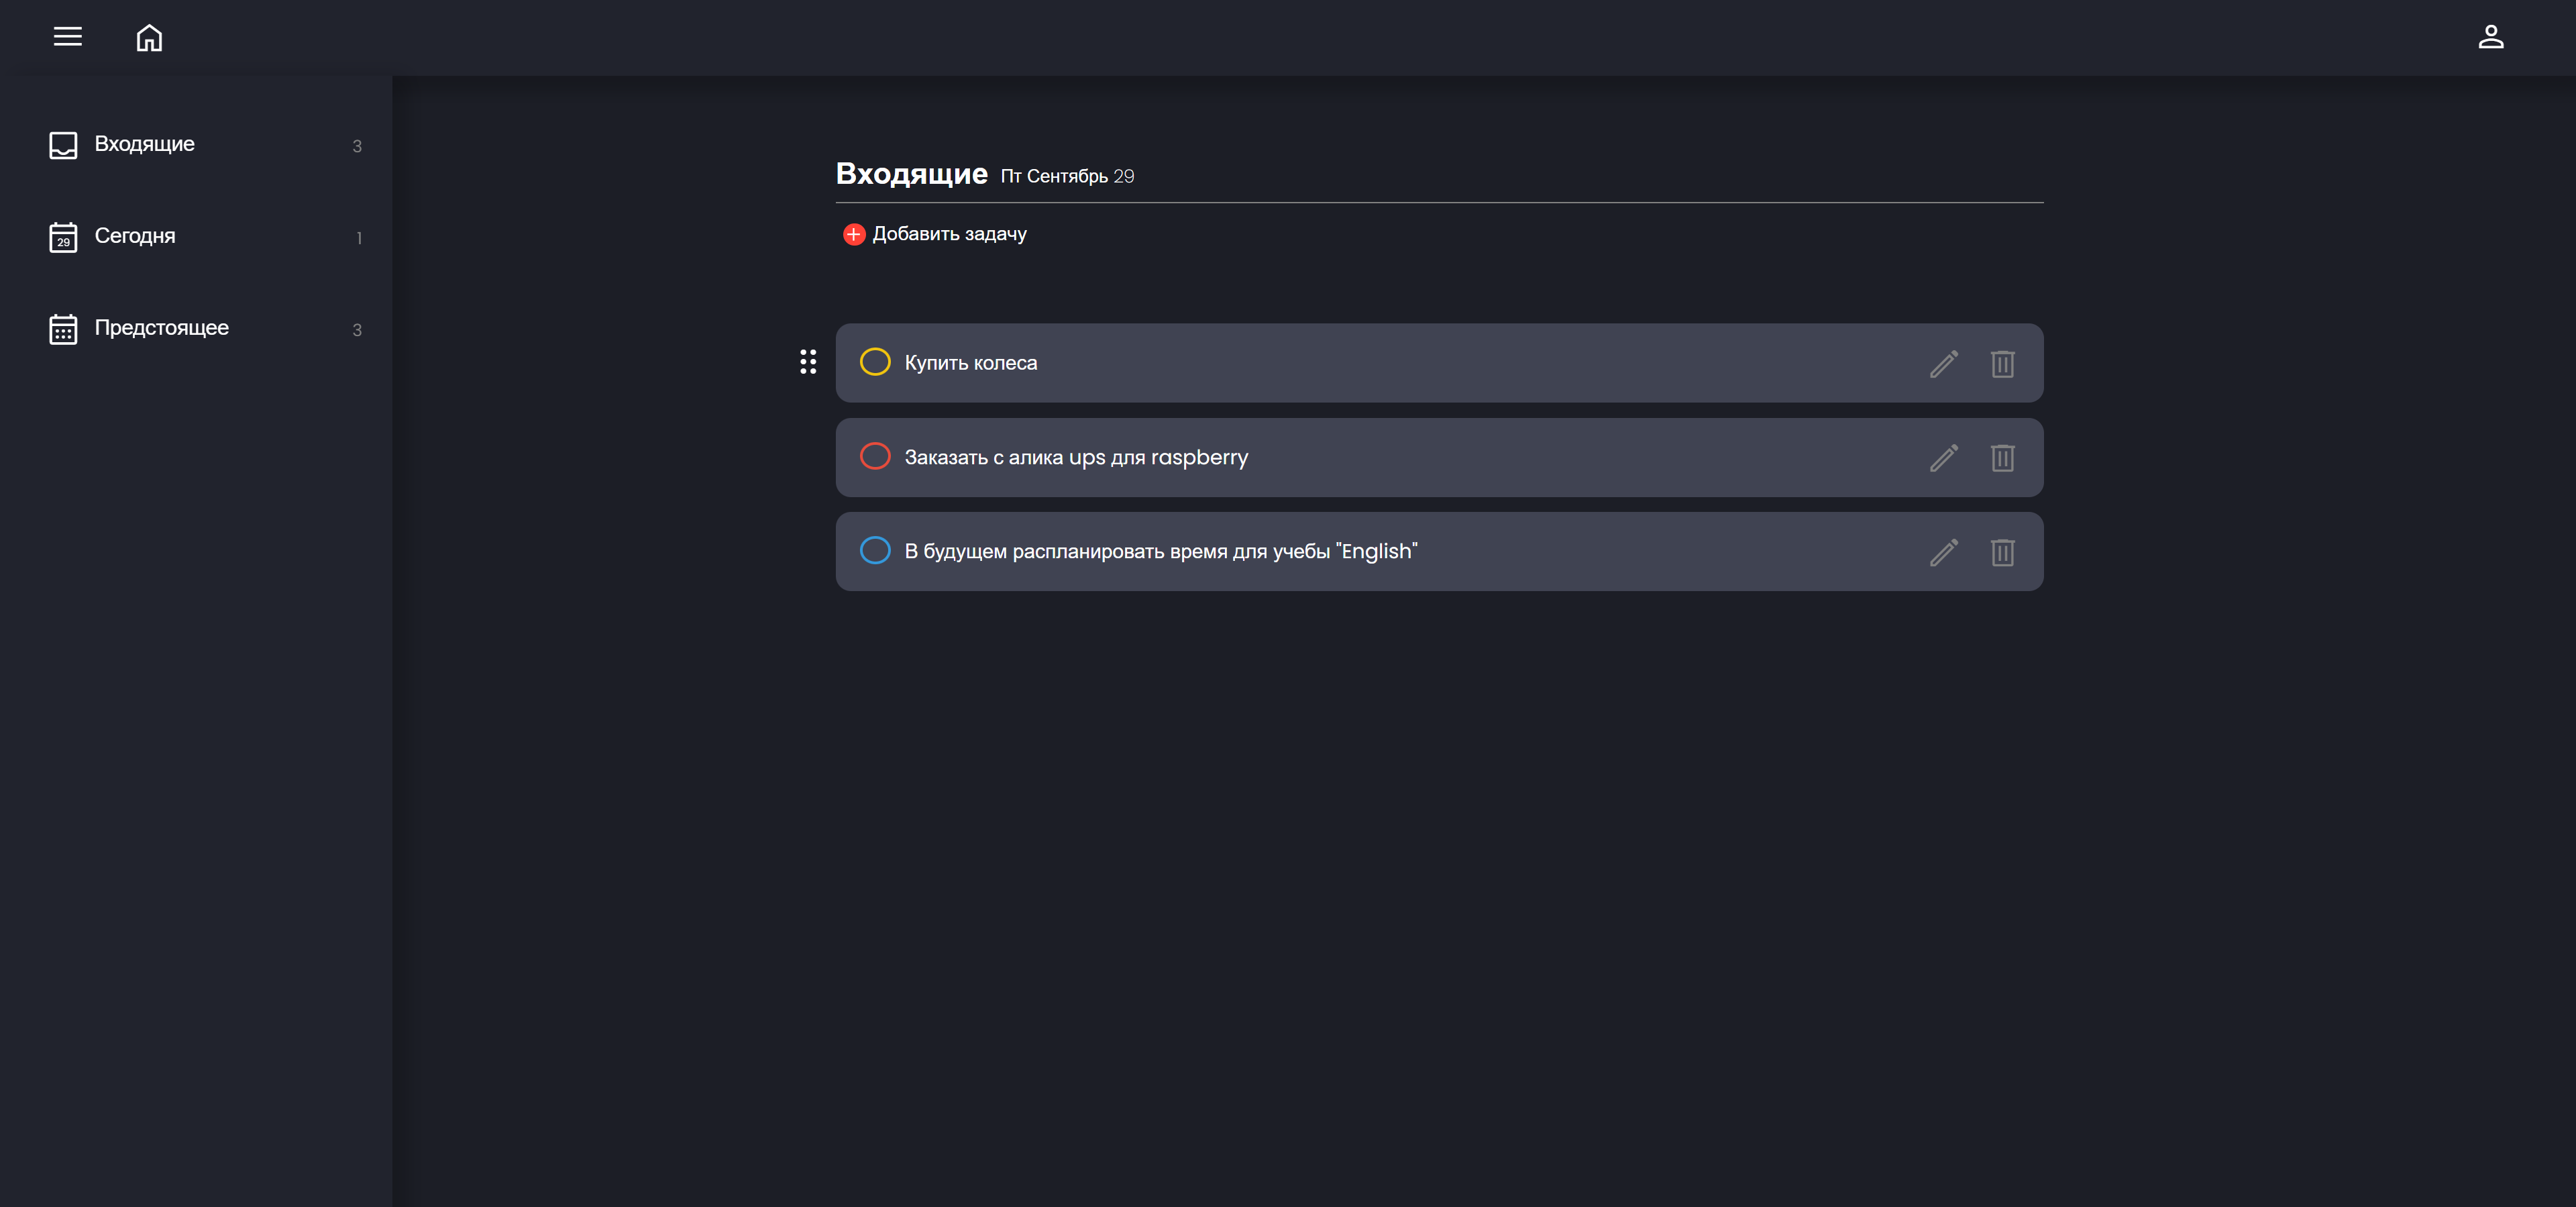 Входящие 3
Сегодня 1
29
Предстоящее 3
Входящие Пт Сентябрь 29
Добавить задачу
Купить колеса
Заказать с алика ups для raspberry
В будущем распланировать время для учебы "English"